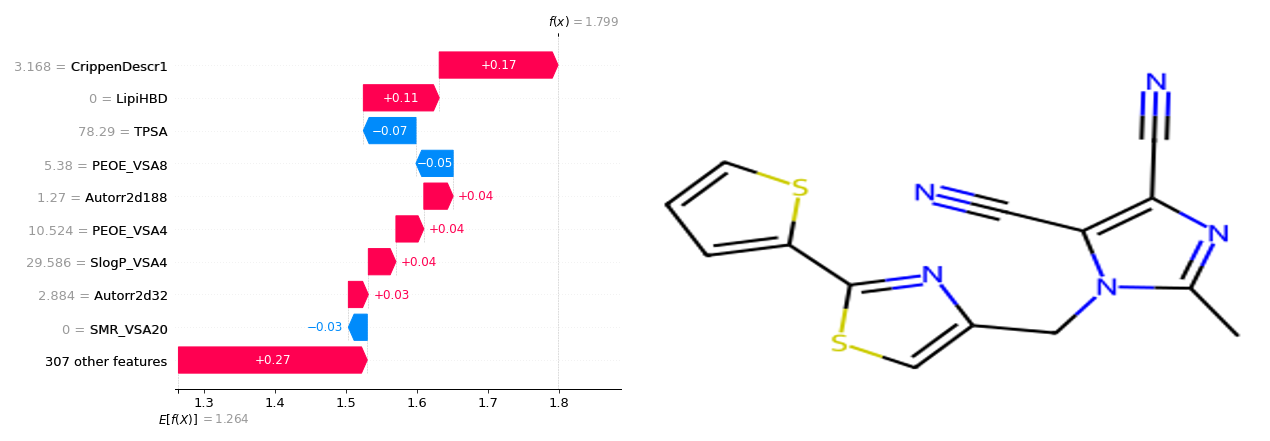 f(x) = 1.799
3.168 = CrippenDescr1
+0.17
0 = LipiHBD
+0.11
78.29 = TPSA
−0.07
5.38 = PEOE_VSA8
−0.05
1.27 = Autorr2d188
+0.04
10.524 = PEOE_VSA4
+0.04
29.586 = SlogP_VSA4
+0.04
2.884 = Autorr2d32
+0.03
0 = SMR_VSA20
−0.03
307 other features
+0.27
1.3 1.4 1.5 1.6 1.7 1.8
E[f(X)] = 1.264
N
S
N
N
N
N
S